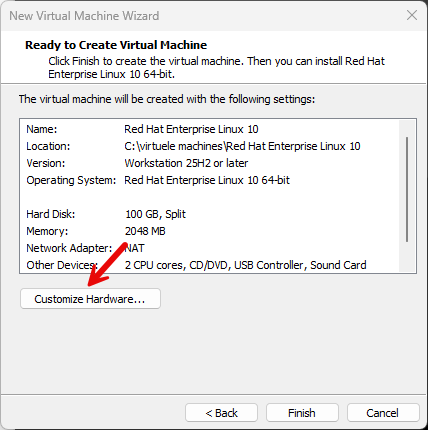 New Virtual Machine Wizard
Ready to Create Virtual Machine
Click Finish to create the virtual machine. Then you can install Red Hat
Enterprise Linux 10 64-bit.
The virtual machine will be created with the following settings:
Name: Red Hat Enterprise Linux 10
Location: C:\virtuele machines\Red Hat Enterprise Linux 10
Version: Workstation 25H2 or later
Operating System: Red Hat Enterprise Linux 10 64-bit
Hard Disk: 100 GB, Split
Memory: 2048 MB
Network Adapter: NAT
Other Devices: 2 CPU cores, CD/DVD, USB Controller, Sound Card
Customize Hardware...
< Back Finish Cancel